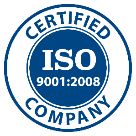 CERTIFIED
ISO
9001:2008
COMPANY